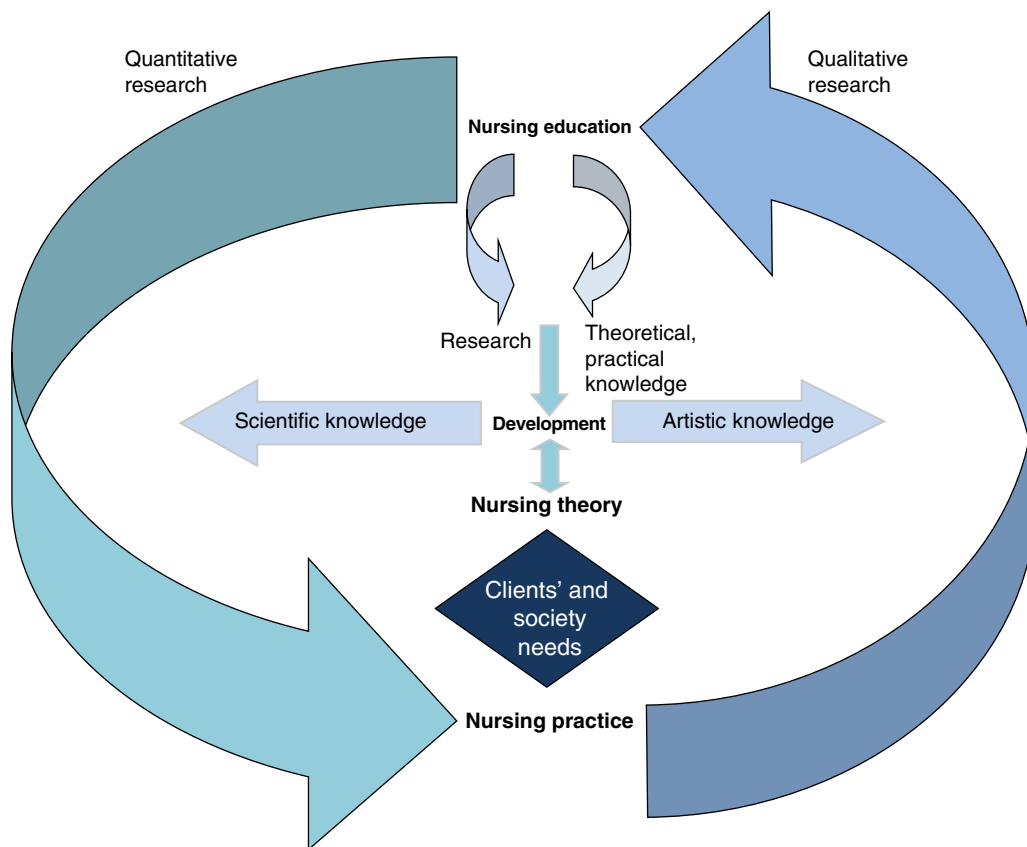 Quantitative
research
Qualitative
research
Nursing education
Research
Theoretical,
practical
knowledge
Scientific knowledge
Development
Artistic knowledge
Nursing theory
Clients’ and
society
needs
Nursing practice